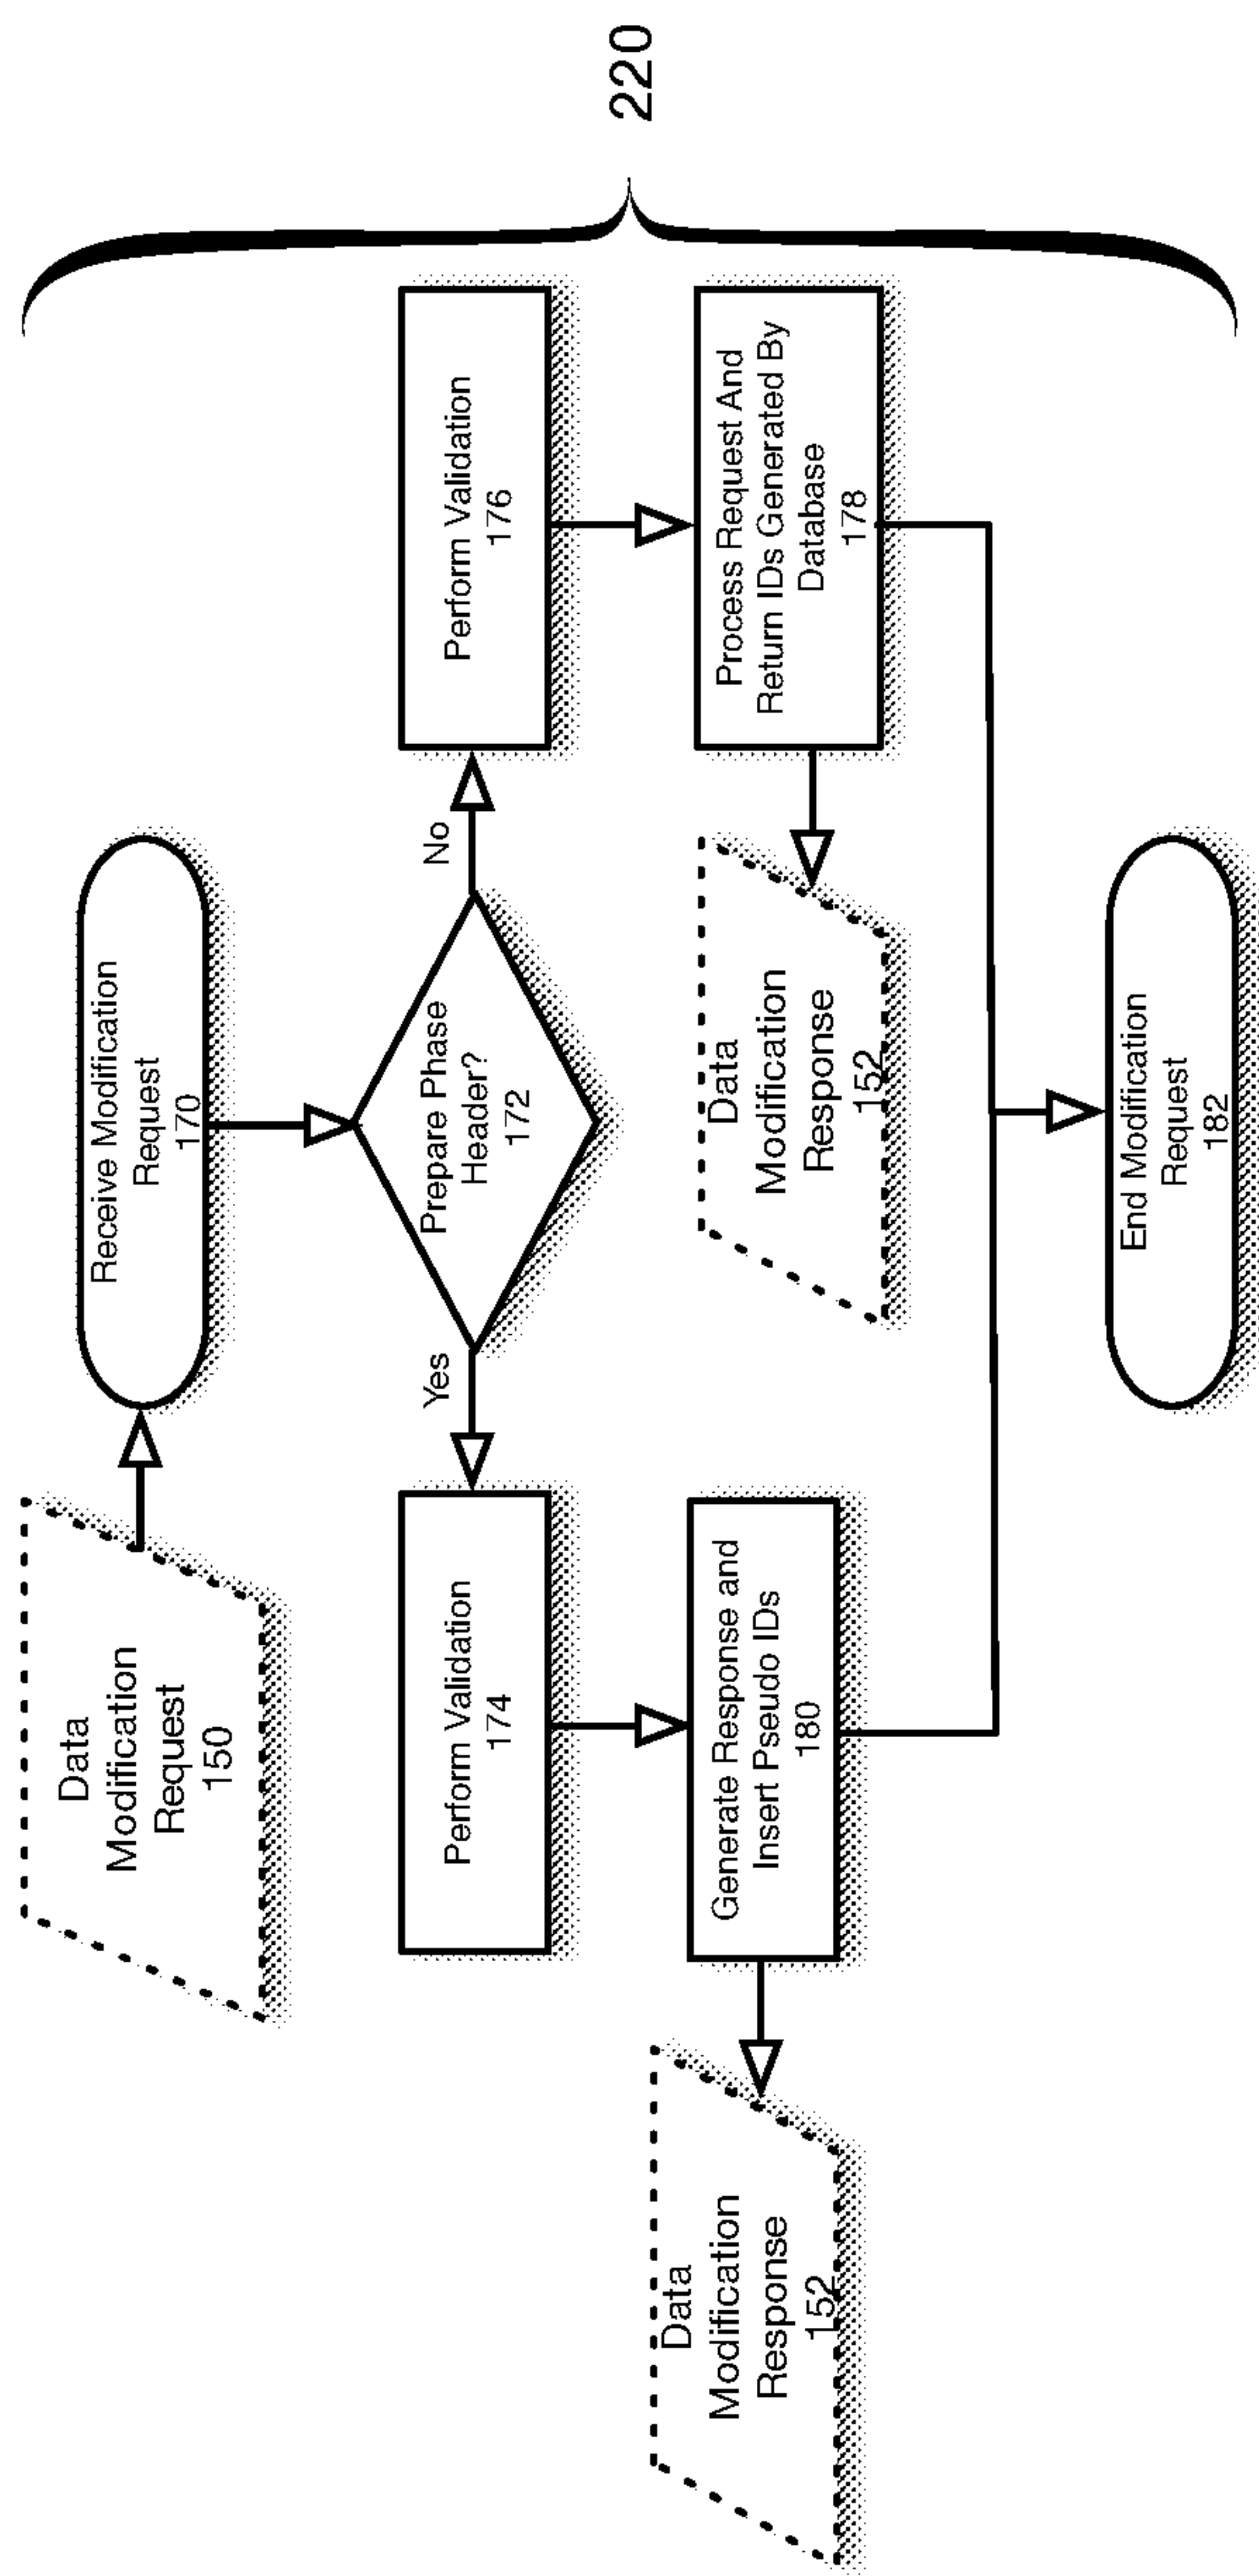 220
Data
Modification
Request
150
Receive Modification
Request
170
Prepare Phase
Header?
172
Yes
No
Perform Validation
174
Perform Validation
176
Generate Response and
Insert Pseudo IDs
180
Process Request And
Return IDs Generated By
Database
178
Data
Modification
Response
152
Data
Modification
Response
152
End Modification
Request
182